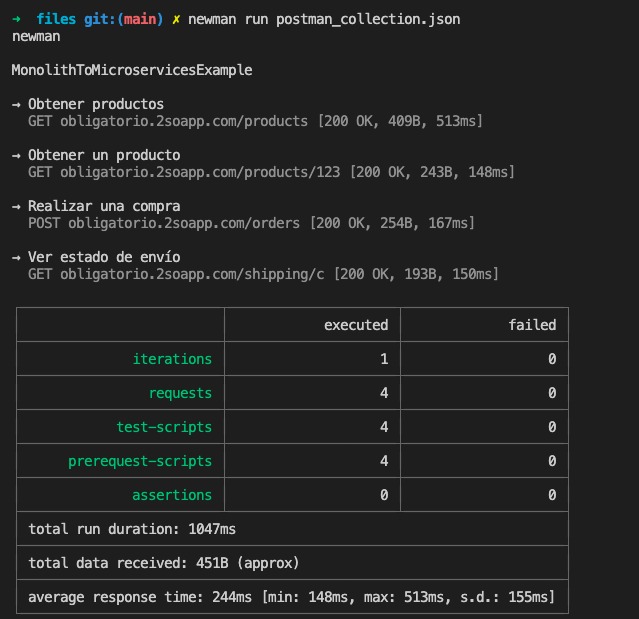 ➜  files git:(main) ✗ newman run postman_collection.json
newman

MonolithToMicroservicesExample

→ Obtener productos
  GET obligatorio.2soapp.com/products [200 OK, 409B, 513ms]

→ Obtener un producto
  GET obligatorio.2soapp.com/products/123 [200 OK, 243B, 148ms]

→ Realizar una compra
  POST obligatorio.2soapp.com/orders [200 OK, 254B, 167ms]

→ Ver estado de envío
  GET obligatorio.2soapp.com/shipping/c [200 OK, 193B, 150ms]

executed failed
iterations 1 0
requests 4 0
test-scripts 4 0
prerequest-scripts 4 0
assertions 0 0
total run duration: 1047ms
total data received: 451B (approx)
average response time: 244ms [min: 148ms, max: 513ms, s.d.: 155ms]